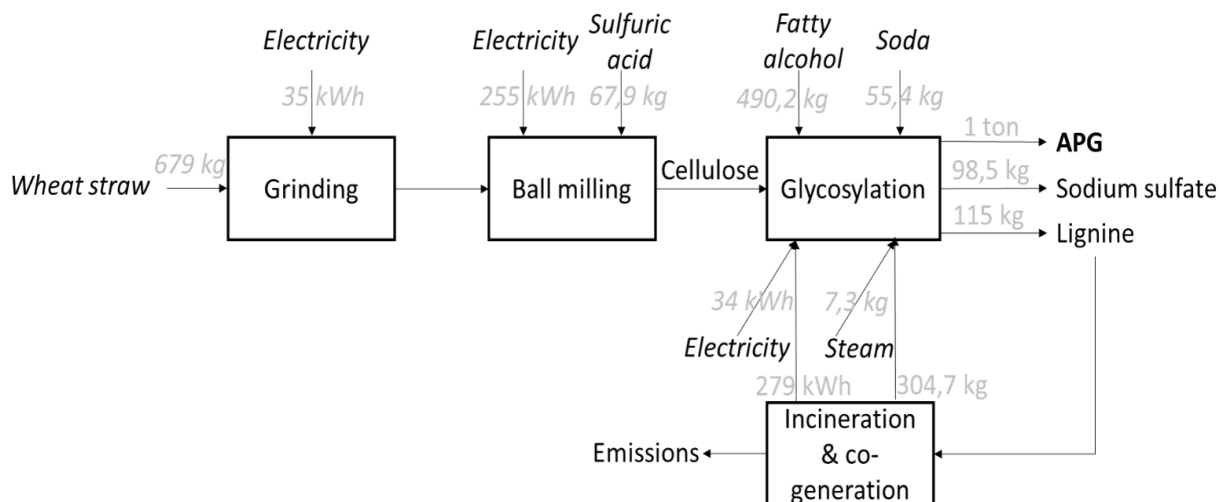 Electricity
Electricity
Sulfuric
acid
Fatty
alcohol
Soda
35 kWh
255 kWh
67,9 kg
490,2 kg
55,4 kg
1 ton
APG
679 kg
Wheat straw
Grinding
Ball milling
Cellulose
Glycosylation
98,5 kg
Sodium sulfate
115 kg
Lignine
34 kWh
7,3 kg
Electricity
Steam
279 kWh
304,7 kg
Incineration
& co-
generation
Emissions